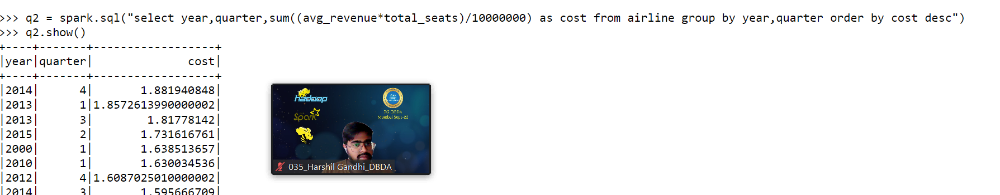 >>> q2 = spark.sql("select year,quarter,sum((avg_revenue*total_seats)/10000000) as cost from airline group by year,quarter order by cost desc")
>>> q2.show()
+----+-------+------------------+
|year|quarter|              cost|
+----+-------+------------------+
|2014|      4|       1.881940848|
|2013|      1|1.8572613990000002|
|2013|      3|        1.81778142|
|2015|      2|       1.731616761|
|2000|      1|       1.638513657|
|2010|      1|       1.630034536|
|2012|      4|1.6087025010000002|
|2014|      3|       1.595666709|
hadoop
Spark
PG DBDA
Mumbai Sept-22
035_Harshil Gandhi_DBDA